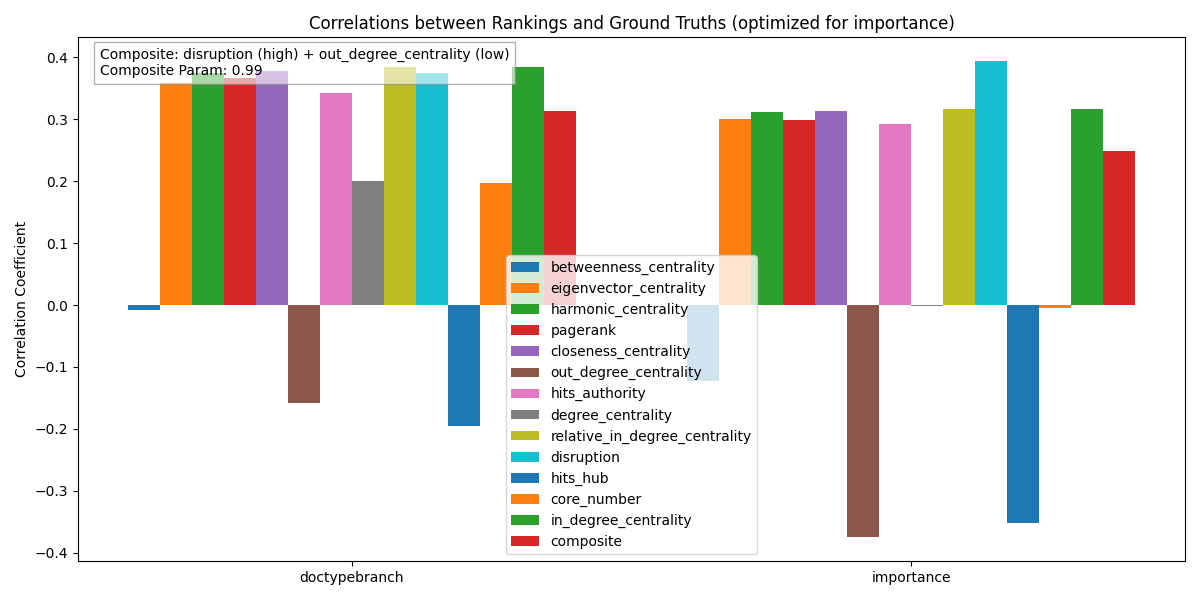 Correlations between Rankings and Ground Truths (optimized for importance)
Composite: disruption (high) + out_degree_centrality (low)
Composite Param: 0.99
Correlation Coefficient
0.4
0.3
0.2
0.1
0.0
−0.1
−0.2
−0.3
−0.4
betweenness_centrality
eigenvector_centrality
harmonic_centrality
pagerank
closeness_centrality
out_degree_centrality
hits_authority
degree_centrality
relative_in_degree_centrality
disruption
hits_hub
core_number
in_degree_centrality
composite
doctypebranch
importance